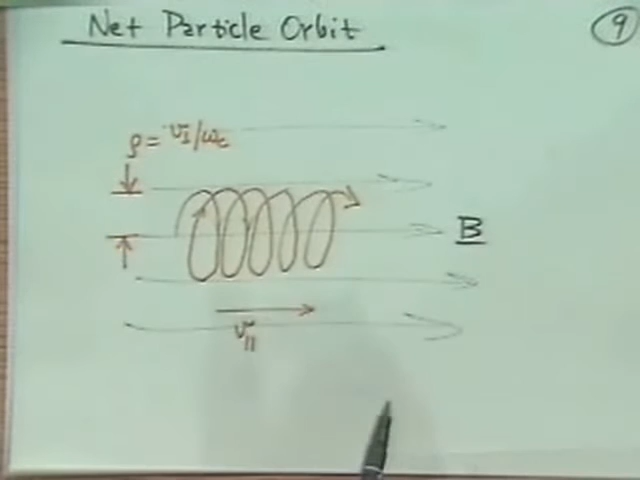 Net Particle Orbit
9
ρ = v⊥/ωc
B
v||